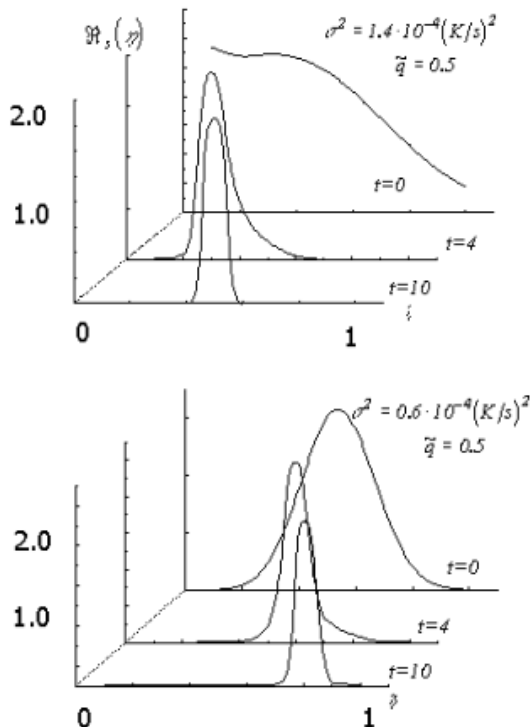 ℜₛ(η)
σ² = 1.4 · 10⁻⁴(K/s)²
q̃ = 0.5
2.0
1.0
t=0
t=4
t=10
0
1
σ² = 0.6 · 10⁻⁴(K/s)²
q̃ = 0.5
2.0
1.0
t=0
t=4
t=10
0
1